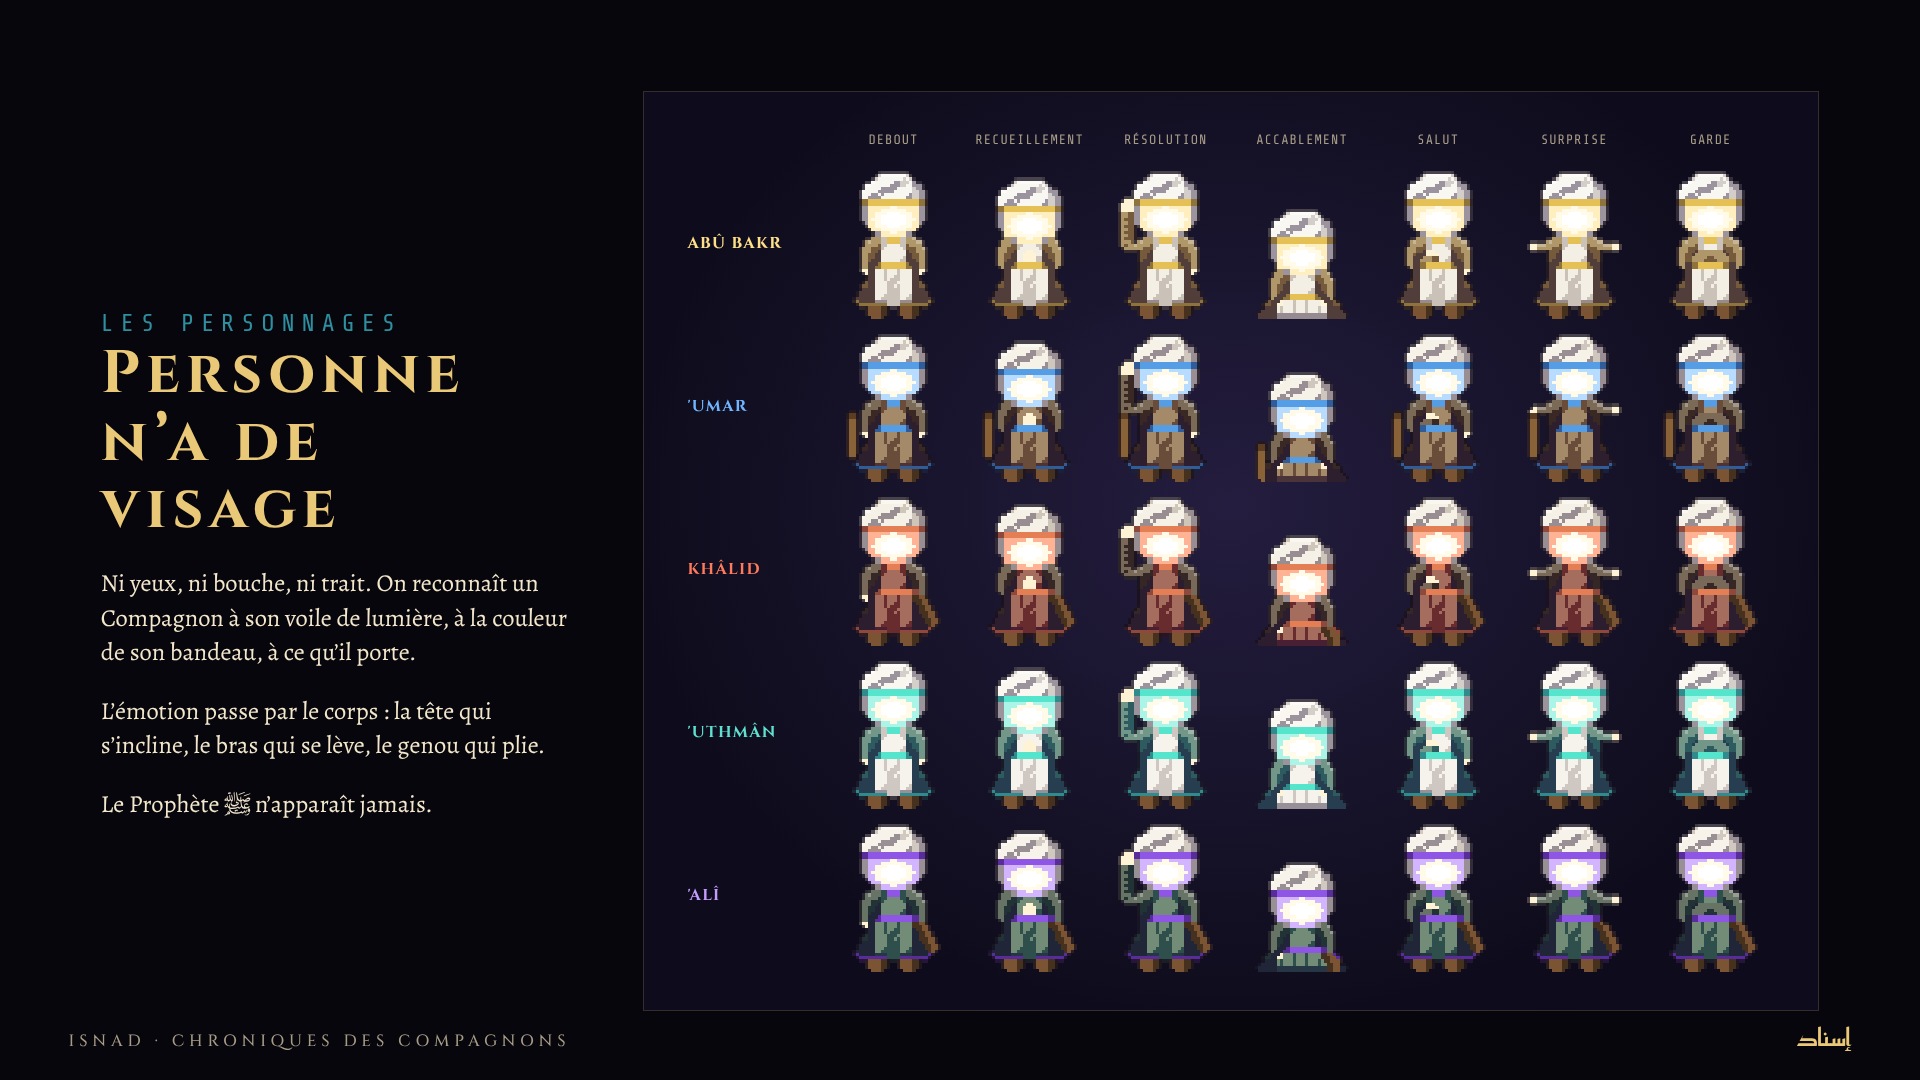 LES PERSONNAGES
PERSONNE
N’A DE
VISAGE
Ni yeux, ni bouche, ni trait. On reconnaît un
Compagnon à son voile de lumière, à la couleur
de son bandeau, à ce qu’il porte.
L’émotion passe par le corps : la tête qui
s’incline, le bras qui se lève, le genou qui plie.
Le Prophète ﷺ n’apparaît jamais.
DEBOUT RECUEILLEMENT RÉSOLUTION ACCABLEMENT SALUT SURPRISE GARDE
ABÛ BAKR
ʿUMAR
KHÂLID
ʿUTHMÂN
ʿALÎ
ISNAD · CHRONIQUES DES COMPAGNONS
إسناد